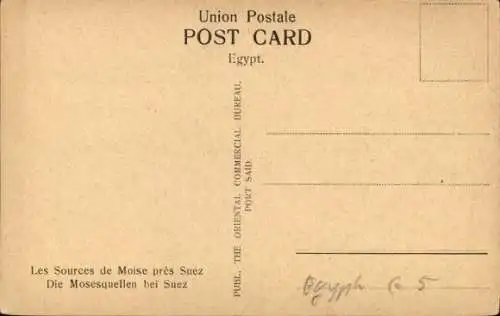 Union Postale
POST CARD
Egypt.
PUBL. THE ORIENTAL COMMERCIAL BUREAU.
PORT SAID.
Les Sources de Moise près Suez
Die Mosesquellen bei Suez
5